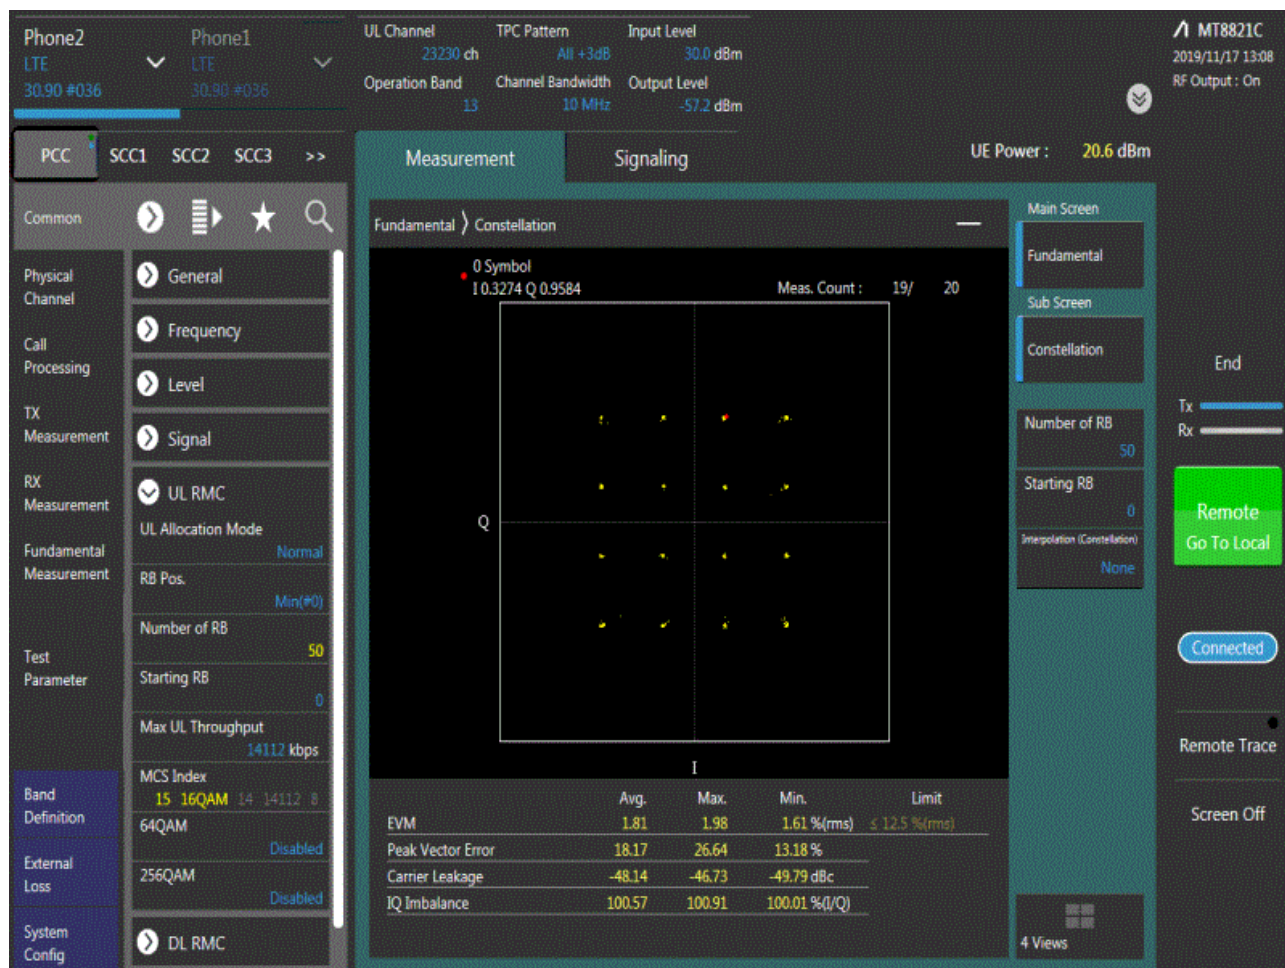 Phone2
LTE
30.90 #036
Phone1
LTE
30.90 #036
UL Channel
23230 ch
TPC Pattern
All +3dB
Input Level
30.0 dBm
Operation Band
13
Channel Bandwidth
10 MHz
Output Level
-57.2 dBm
MT8821C
2019/11/17 13:08
RF Output : On
PCC SCC1 SCC2 SCC3 >>
Measurement
Signaling
UE Power : 20.6 dBm
Common
Physical
Channel
Call
Processing
TX
Measurement
RX
Measurement
Fundamental
Measurement
Test
Parameter
Band
Definition
External
Loss
System
Config
General
Frequency
Level
Signal
UL RMC
UL Allocation Mode
Normal
RB Pos.
Min(#0)
Number of RB
50
Starting RB
0
Max UL Throughput
14112 kbps
MCS Index
15 16QAM 14 14112 8
64QAM
Disabled
256QAM
Disabled
DL RMC
Fundamental 〉 Constellation
0 Symbol
I 0.3274 Q 0.9584
Meas. Count : 19/ 20
Q
I
Avg. Max. Min. Limit
EVM 1.81 1.98 1.61 %(rms) ≤ 12.5 %(rms)
Peak Vector Error 18.17 26.64 13.18 %
Carrier Leakage -48.14 -46.73 -49.79 dBc
IQ Imbalance 100.57 100.91 100.01 %(I/Q)
Main Screen
Fundamental
Sub Screen
Constellation
Number of RB
50
Starting RB
0
Interpolation (Constellation)
None
4 Views
End
Tx
Rx
Remote
Go To Local
Connected
Remote Trace
Screen Off